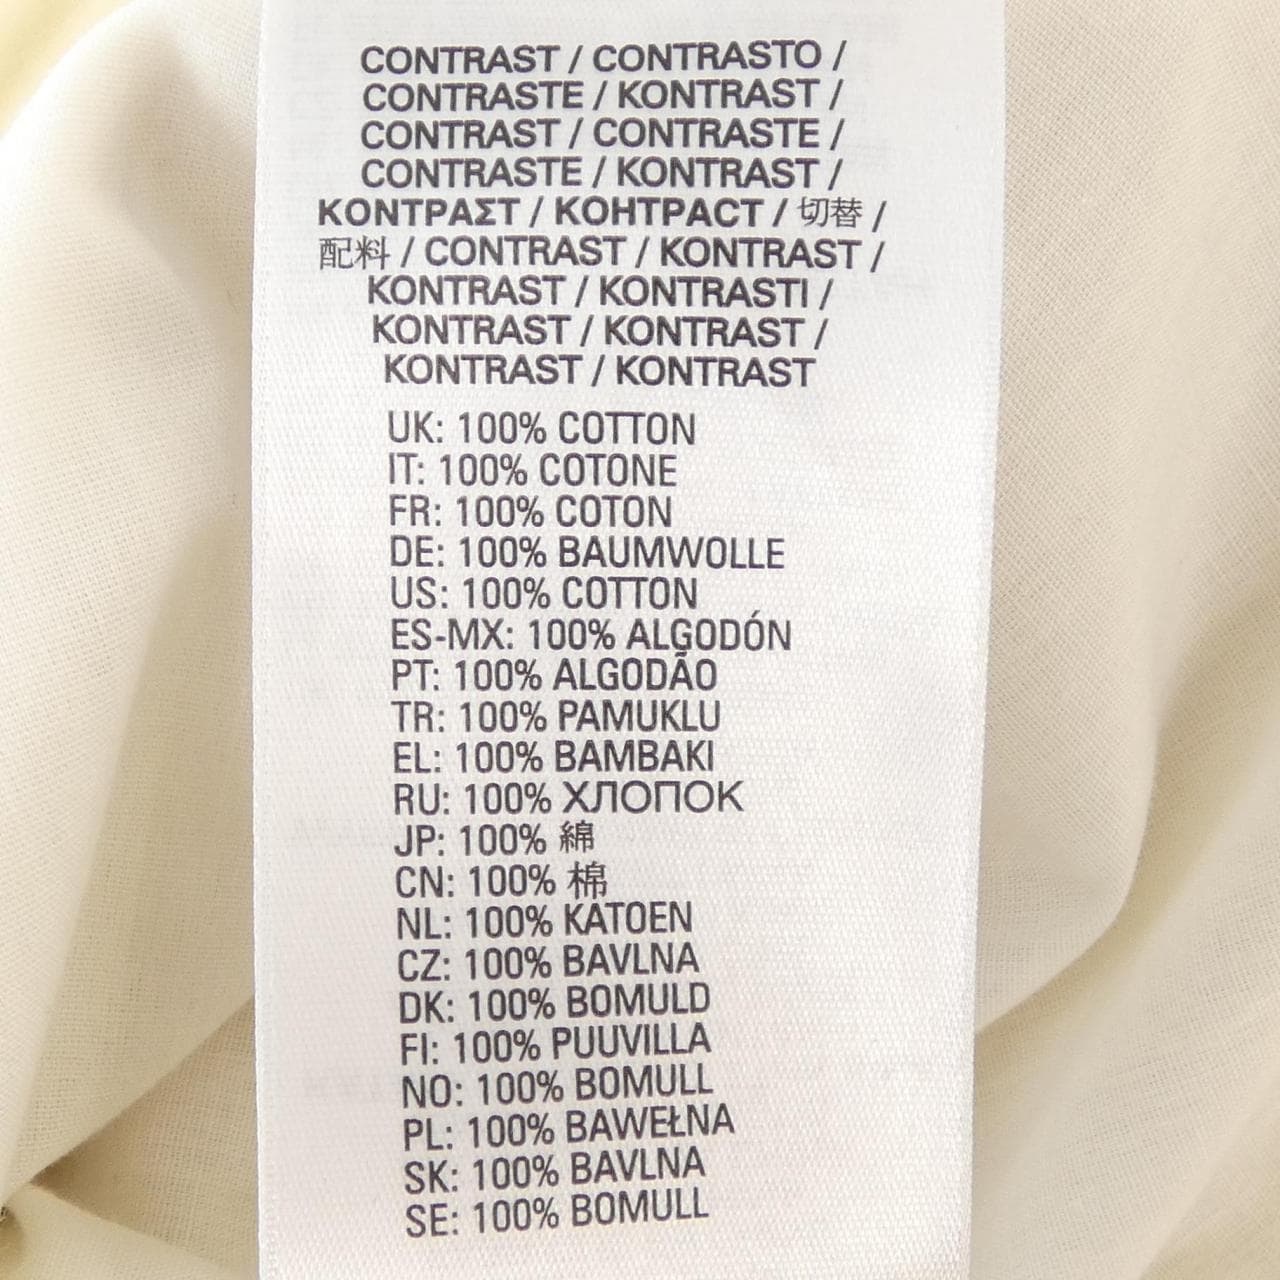 CONTRAST / CONTRASTO /
CONTRASTE / KONTRAST /
CONTRAST / CONTRASTE /
CONTRASTE / KONTRAST /
ΚΟΝΤΡΑΣΤ / КОНТРАСТ / 切替 /
配料 / CONTRAST / KONTRAST /
KONTRAST / KONTRASTI /
KONTRAST / KONTRAST /
KONTRAST / KONTRAST
UK: 100% COTTON
IT: 100% COTONE
FR: 100% COTON
DE: 100% BAUMWOLLE
US: 100% COTTON
ES-MX: 100% ALGODÓN
PT: 100% ALGODÃO
TR: 100% PAMUKLU
EL: 100% BAMBAKI
RU: 100% ХЛОПОК
JP: 100% 綿
CN: 100% 棉
NL: 100% KATOEN
CZ: 100% BAVLNA
DK: 100% BOMULD
FI: 100% PUUVILLA
NO: 100% BOMULL
PL: 100% BAWEŁNA
SK: 100% BAVLNA
SE: 100% BOMULL